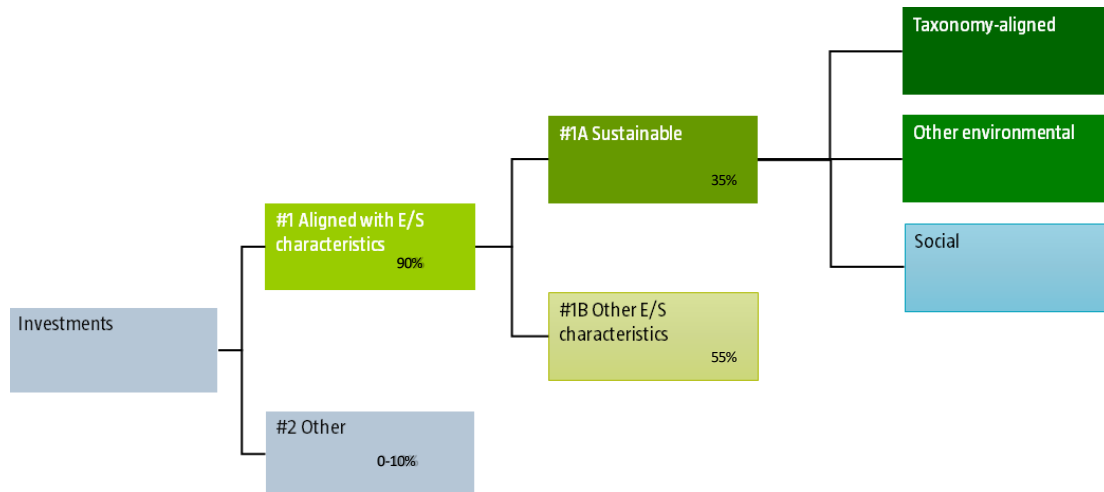 Taxonomy-aligned
Other environmental
Social
#1A Sustainable
35%
#1 Aligned with E/S
characteristics
90%
#1B Other E/S
characteristics
55%
Investments
#2 Other
0-10%